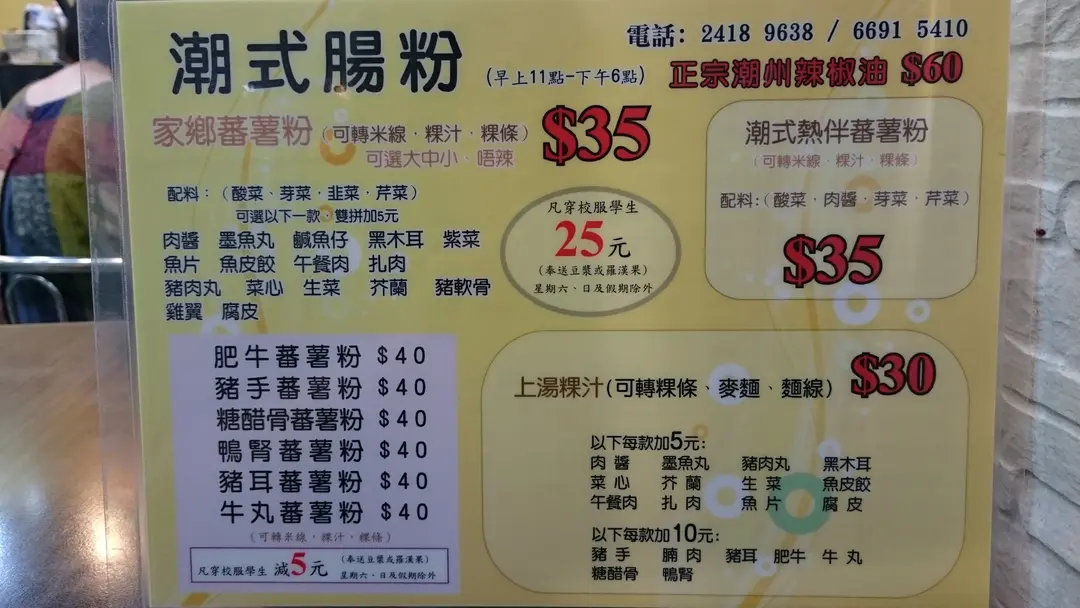 電話: 2418 9638 / 6691 5410
潮式腸粉 (早上11點-下午6點)
正宗潮州辣椒油 $60
家鄉蕃薯粉 (可轉米線．粿汁．粿條) $35
可選大中小．唔辣
配料：(酸菜、芽菜．韭菜．芹菜)
可選以下一款，雙拼加5元
肉醬 墨魚丸 鹹魚仔 黑木耳 紫菜
魚片 魚皮餃 午餐肉 扎肉
豬肉丸 菜心 生菜 芥蘭 豬軟骨
雞翼 腐皮
凡穿校服學生
25元
(奉送豆漿或羅漢果)
星期六、日及假期除外
潮式熱伴蕃薯粉
(可轉米線．粿汁．粿條)
配料:(酸菜．肉醬．芽菜．芹菜)
$35
肥牛蕃薯粉 $40
豬手蕃薯粉 $40
糖醋骨蕃薯粉 $40
鴨腎蕃薯粉 $40
豬耳蕃薯粉 $40
牛丸蕃薯粉 $40
(可轉米線．粿汁．粿條)
凡穿校服學生 減5元 (奉送豆漿或羅漢果)
星期六、日及假期除外
上湯粿汁(可轉粿條、麥麵、麵線) $30
以下每款加5元:
肉醬 墨魚丸 豬肉丸 黑木耳
菜心 芥蘭 生菜 魚皮餃
午餐肉 扎肉 魚片 腐皮
以下每款加10元:
豬手 腩肉 豬耳 肥牛 牛丸
糖醋骨 鴨腎